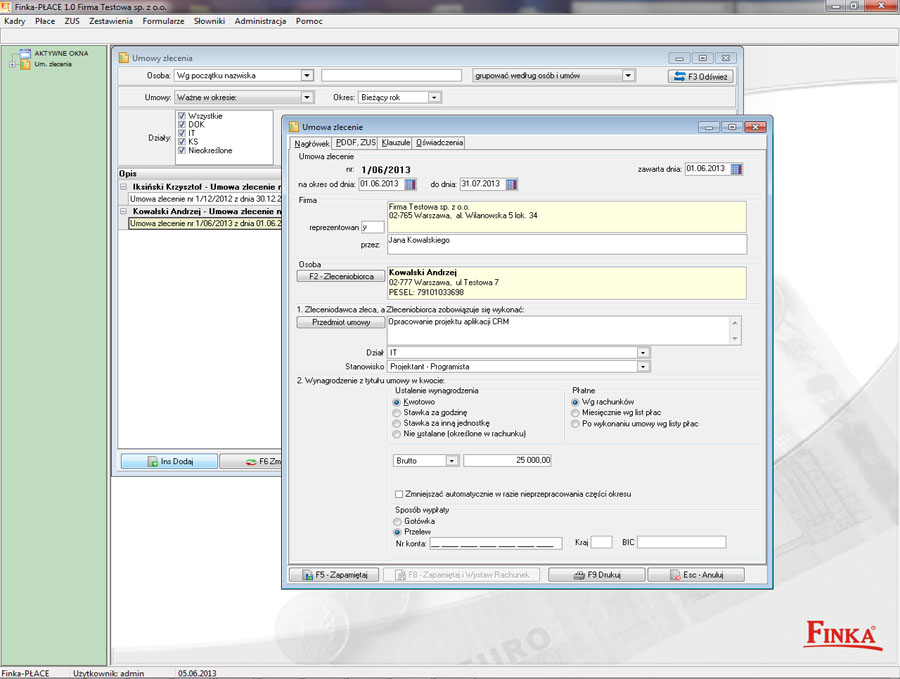 Finka-PŁACE 1.0 Firma Testowa sp. z o.o.
Kadry Płace ZUS Zestawienia Formularze Słowniki Administracja Pomoc
AKTYWNE OKNA
Um. zlecenia
Umowy zlecenia
Osoba: Wg początku nazwiska grupować według osób i umów F3 Odśwież
Umowy: Ważne w okresie: Okres: Bieżący rok
Działy:
Wszystkie
DOK
IT
KS
Nieokreślone
Opis
Iksiński Krzysztof - Umowa zlecenie n
Umowa zlecenie nr 1/12/2012 z dnia 30.12.2
Kowalski Andrzej - Umowa zlecenie n
Umowa zlecenie nr 1/06/2013 z dnia 01.06.2
Ins Dodaj F6 Zm
Umowa zlecenie
Nagłówek PDOF, ZUS Klauzule Oświadczenia
Umowa zlecenie
nr: 1/06/2013 zawarta dnia: 01.06.2013
na okres od dnia: 01.06.2013 do dnia: 31.07.2013
Firma
Firma Testowa sp. z o.o.
02-765 Warszawa, al. Wilanowska 5 lok. 34
reprezentowan y
przez: Jana Kowalskiego
Osoba
F2 - Zleceniobiorca
Kowalski Andrzej
02-777 Warszawa, ul Testowa 7
PESEL: 79101033698
1. Zleceniodawca zleca, a Zleceniobiorca zobowiązuje się wykonać:
Przedmiot umowy Opracowanie projektu aplikacji CRM
Dział IT
Stanowisko Projektant - Programista
2. Wynagrodzenie z tytułu umowy w kwocie:
Ustalenie wynagrodzenia Płatne
Kwotowo Wg rachunków
Stawka za godzinę Miesięcznie wg list płac
Stawka za inną jednostkę Po wykonaniu umowy wg listy płac
Nie ustalane (określone w rachunku)
Brutto 25 000,00
Zmniejszać automatycznie w razie nieprzepracowania części okresu
Sposób wypłaty
Gotówka
Przelew
Nr konta: Kraj BIC
F5 - Zapamiętaj F8 - Zapamiętaj i Wystaw Rachunek F9 Drukuj Esc - Anuluj
EURO
FINKA®
Finka-PŁACE Użytkownik: admin 05.06.2013